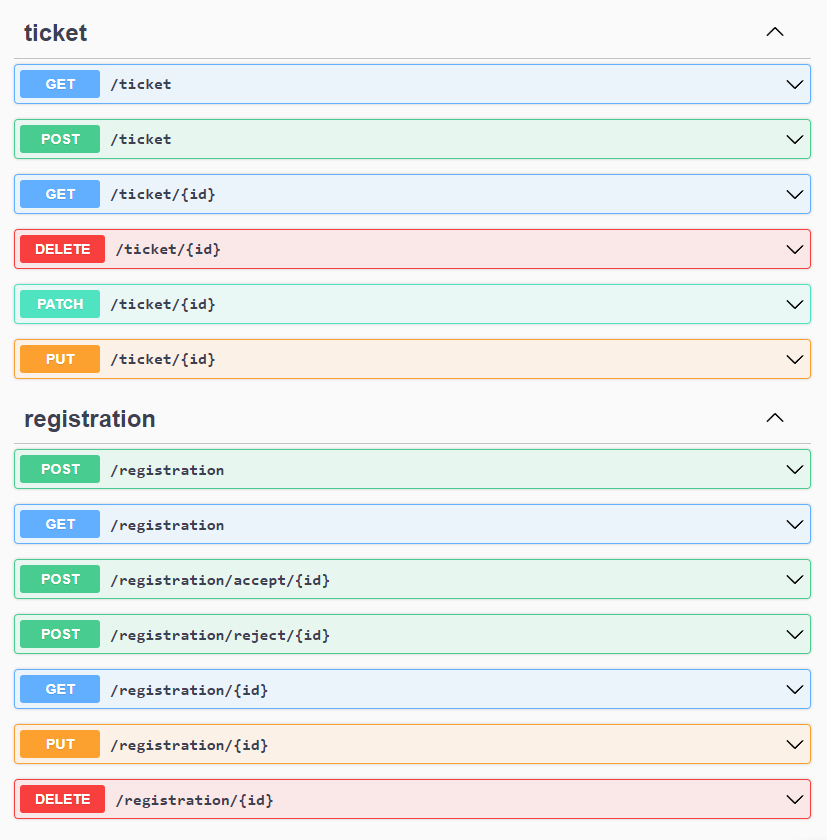 ticket
GET /ticket
POST /ticket
GET /ticket/{id}
DELETE /ticket/{id}
PATCH /ticket/{id}
PUT /ticket/{id}
registration
POST /registration
GET /registration
POST /registration/accept/{id}
POST /registration/reject/{id}
GET /registration/{id}
PUT /registration/{id}
DELETE /registration/{id}